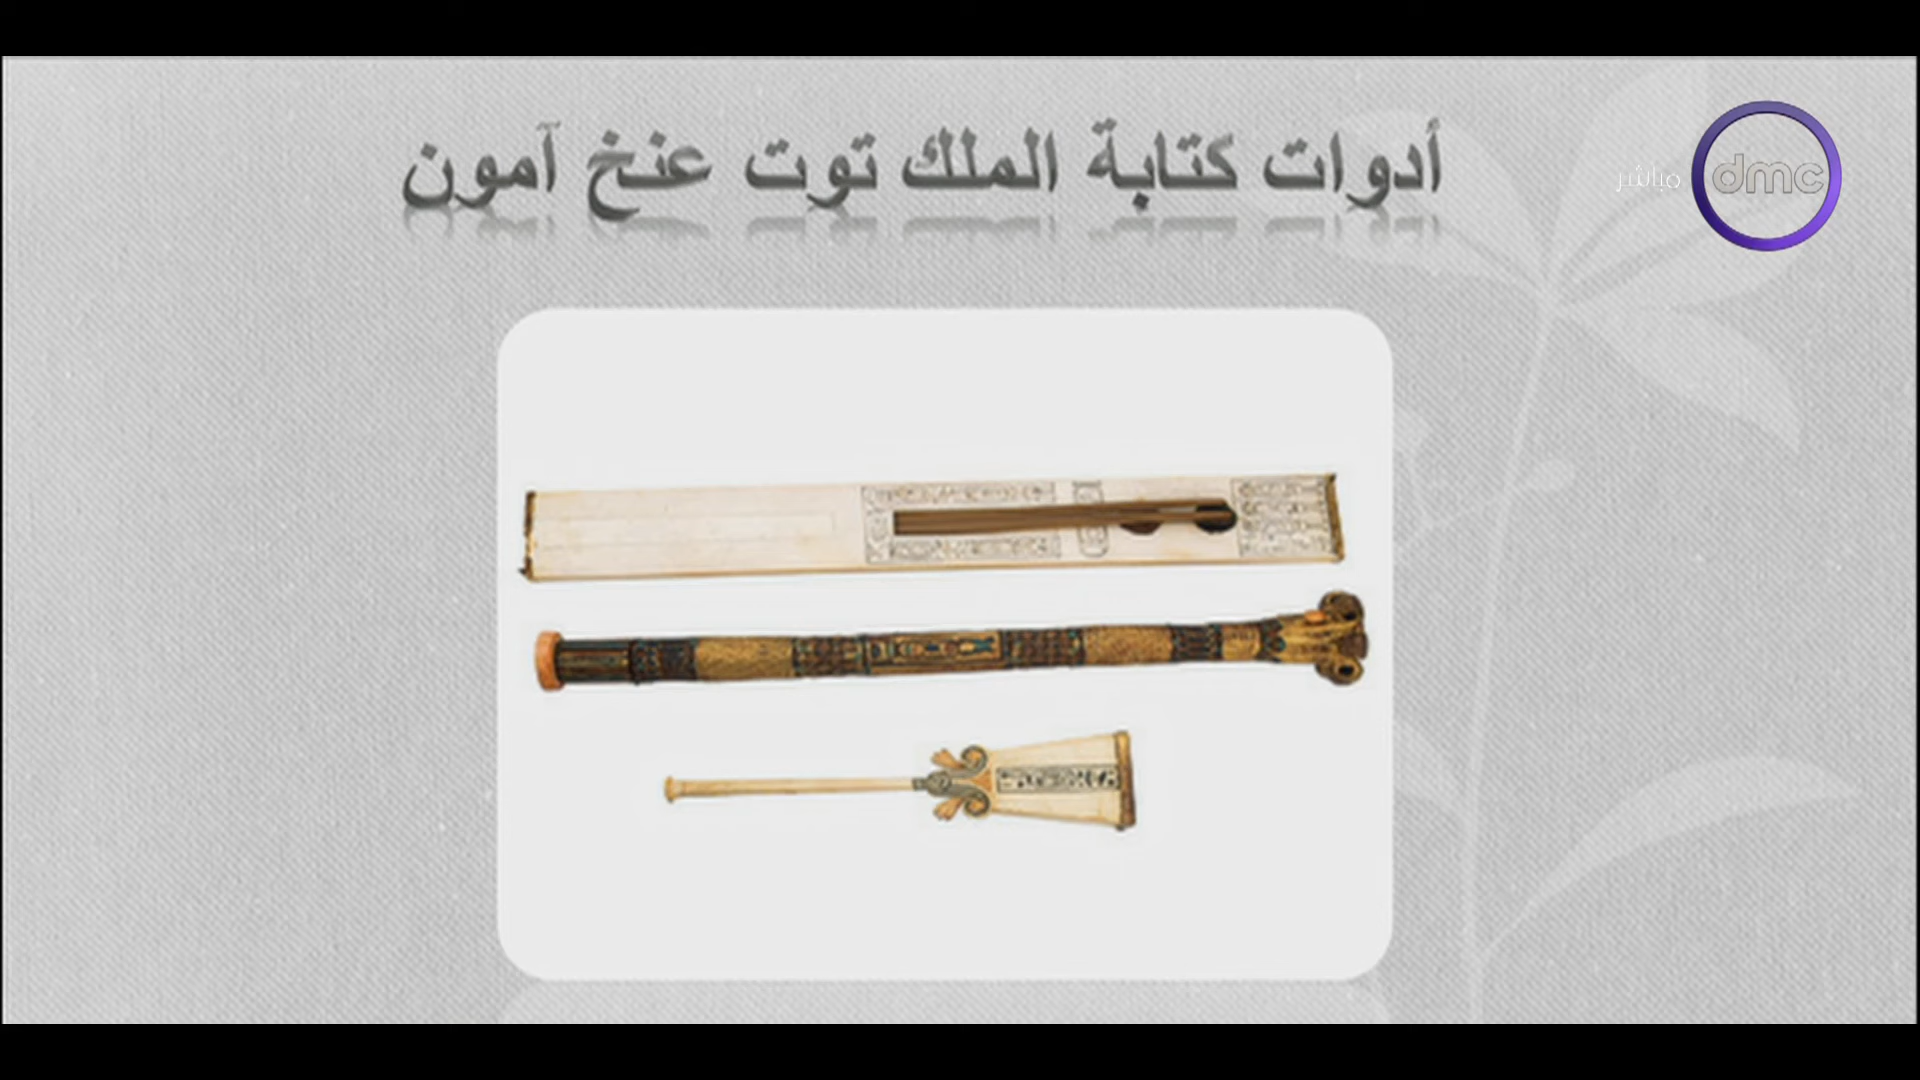 أدوات كتابة الملك توت عنخ آمون
dmc
مباشر